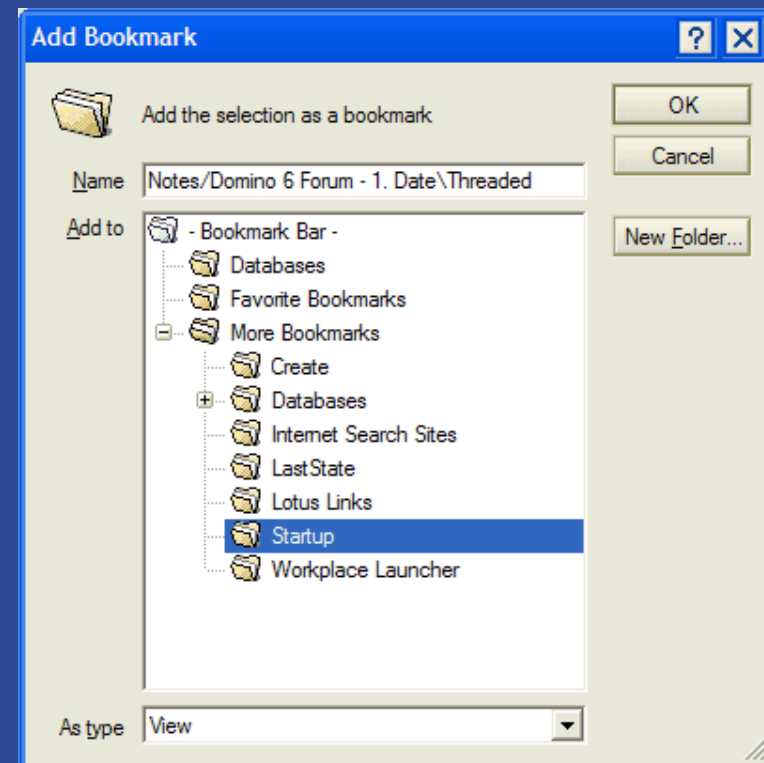 Add Bookmark
?
Add the selection as a bookmark
OK
Cancel
Name Notes/Domino 6 Forum - 1. Date\Threaded
Add to
- Bookmark Bar -
New Folder...
Databases
Favorite Bookmarks
More Bookmarks
Create
Databases
Internet Search Sites
LastState
Lotus Links
Startup
Workplace Launcher
As type View